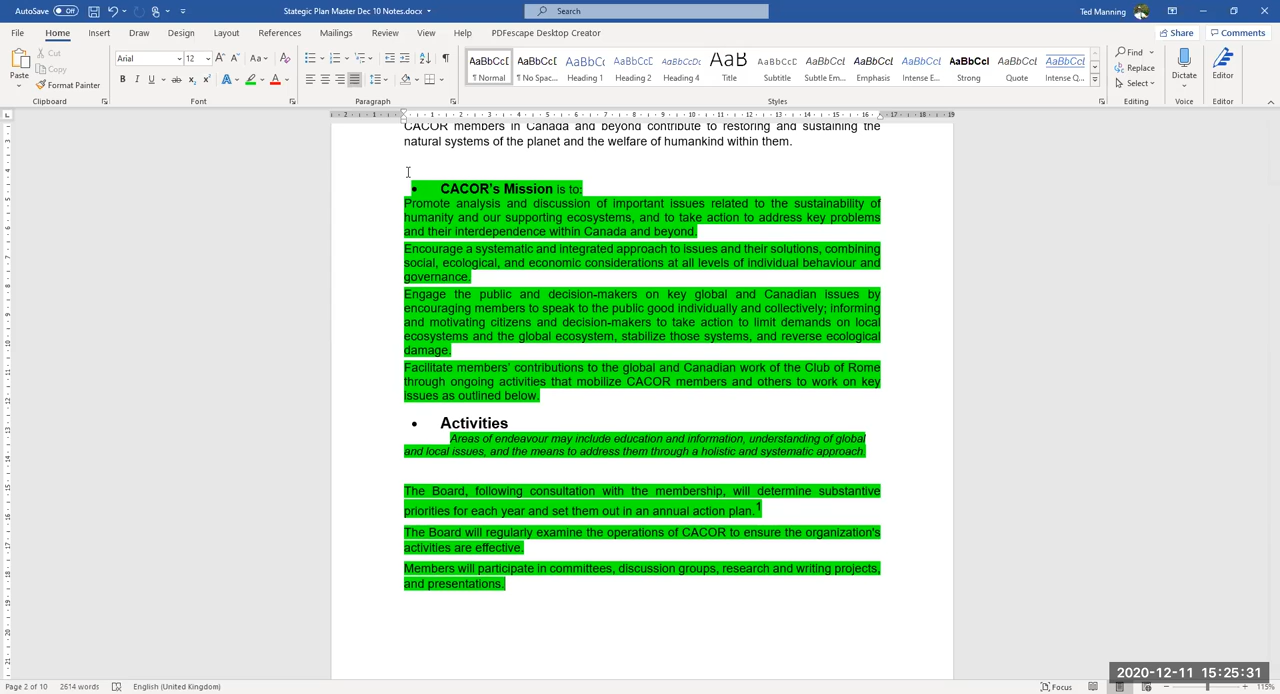 AutoSave Off
Stategic Plan Master Dec 10 Notes.docx
Search
Ted Manning
File Home Insert Draw Design Layout References Mailings Review View Help PDFescape Desktop Creator
Share Comments
Paste
Cut
Copy
Format Painter
Clipboard
Arial 12
B I U ab x₂ x² A A
Font
Paragraph
AaBbCcI AaBbCcI AaBbC( AaBbCcI AaBbCcDc AaB AaBbCcC AaBbCcI AaBbCcI AaBbCcI AaBbCcI AaBbCcI AaBbCcI
¶ Normal ¶ No Spac... Heading 1 Heading 2 Heading 4 Title Subtitle Subtle Em... Emphasis Intense E... Strong Quote Intense Q...
Styles
Find
Replace
Select
Editing
Dictate
Voice
Editor
Editor
CACOR members in Canada and beyond contribute to restoring and sustaining the
natural systems of the planet and the welfare of humankind within them.
• CACOR's Mission is to:
Promote analysis and discussion of important issues related to the sustainability of
humanity and our supporting ecosystems, and to take action to address key problems
and their interdependence within Canada and beyond.
Encourage a systematic and integrated approach to issues and their solutions, combining
social, ecological, and economic considerations at all levels of individual behaviour and
governance.
Engage the public and decision-makers on key global and Canadian issues by
encouraging members to speak to the public good individually and collectively; informing
and motivating citizens and decision-makers to take action to limit demands on local
ecosystems and the global ecosystem, stabilize those systems, and reverse ecological
damage.
Facilitate members' contributions to the global and Canadian work of the Club of Rome
through ongoing activities that mobilize CACOR members and others to work on key
issues as outlined below.
• Activities
Areas of endeavour may include education and information, understanding of global
and local issues, and the means to address them through a holistic and systematic approach.
The Board, following consultation with the membership, will determine substantive
priorities for each year and set them out in an annual action plan.1
The Board will regularly examine the operations of CACOR to ensure the organization's
activities are effective.
Members will participate in committees, discussion groups, research and writing projects,
and presentations.
2020-12-11 15:25:31
Page 2 of 10 2614 words English (United Kingdom)
Focus
115%